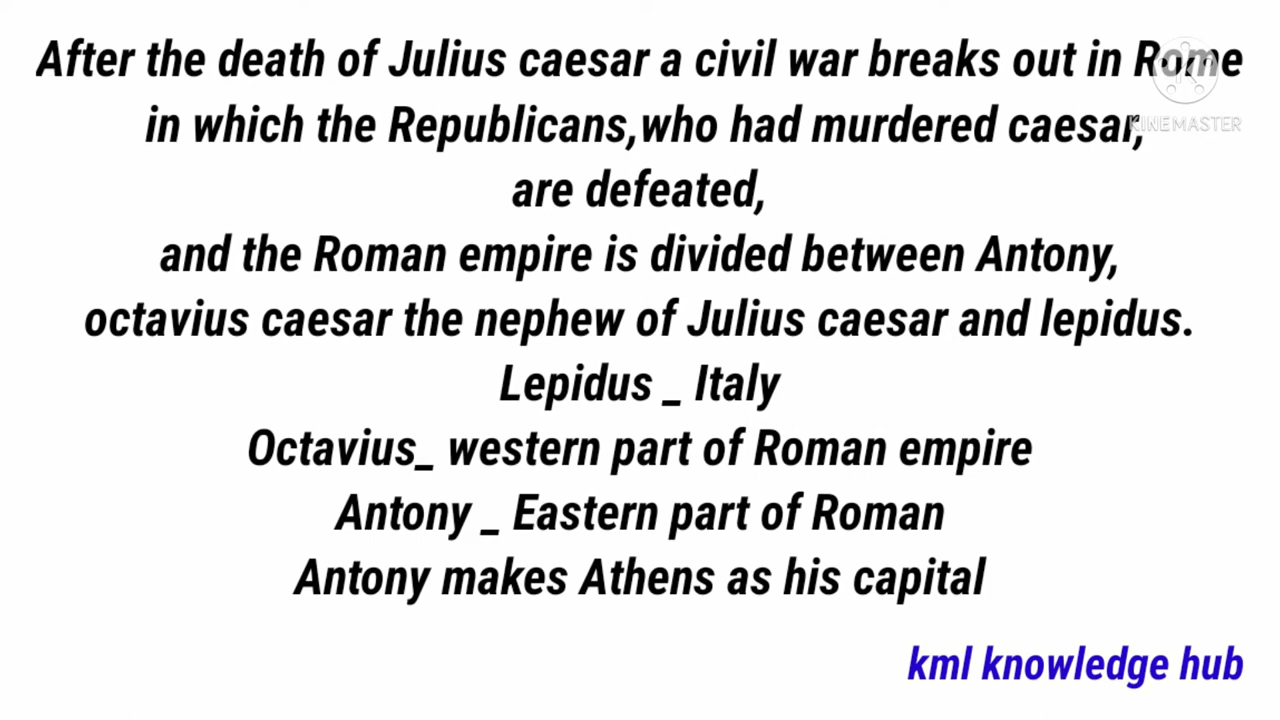 After the death of Julius caesar a civil war breaks out in Rome
in which the Republicans,who had murdered caesar,
are defeated,
and the Roman empire is divided between Antony,
octavius caesar the nephew of Julius caesar and lepidus.
Lepidus _ Italy
Octavius_ western part of Roman empire
Antony _ Eastern part of Roman
Antony makes Athens as his capital
kml knowledge hub
KINEMASTER